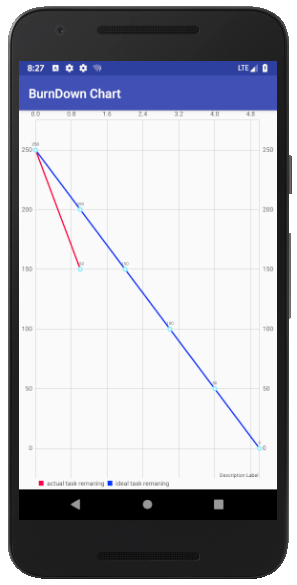 8:27 LTE
BurnDown Chart
0.0 0.8 1.6 2.4 3.2 4.0 4.8
250 250
200 200
150 150
100 100
50 50
0 0
Description Label
actual task remaning ideal task remaning